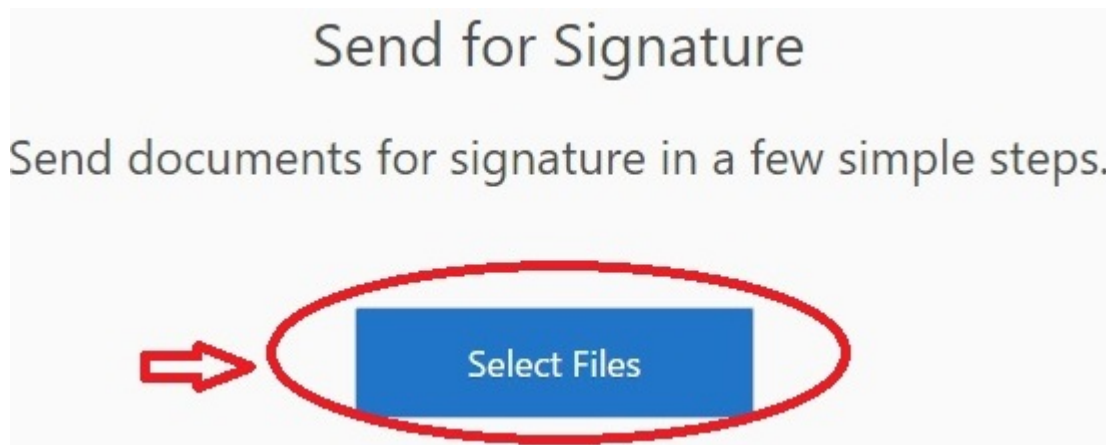 Send for Signature
Send documents for signature in a few simple steps.
Select Files